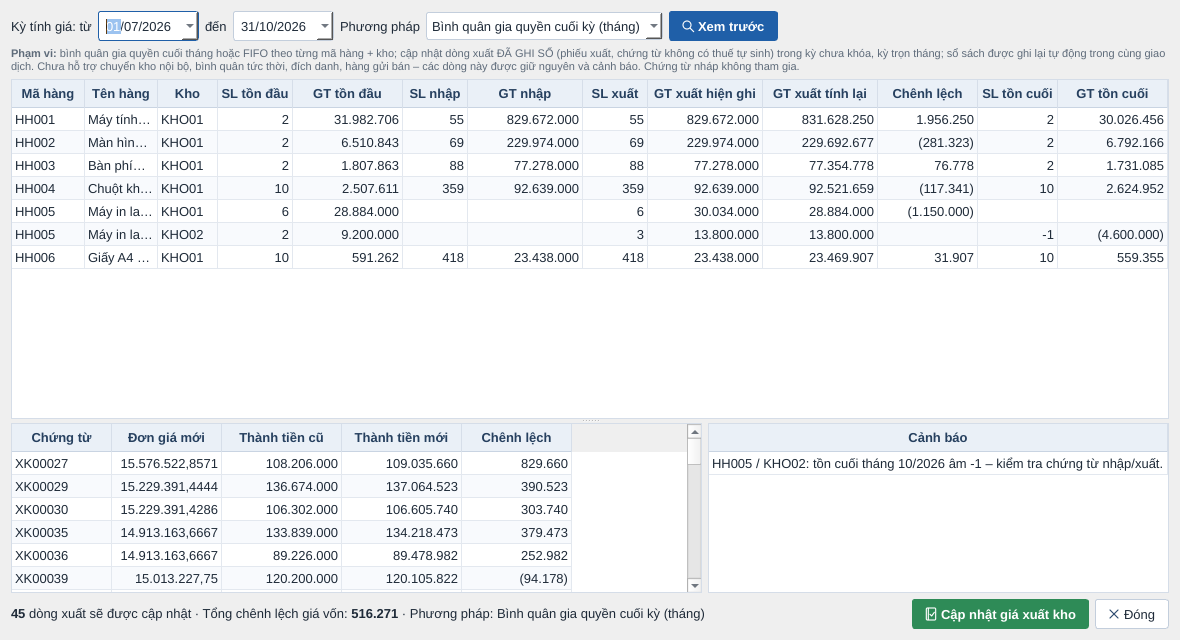 Kỳ tính giá: từ 01/07/2026 đến 31/10/2026 Phương pháp Bình quân gia quyền cuối kỳ (tháng) Xem trước
Phạm vi: bình quân gia quyền cuối tháng hoặc FIFO theo từng mã hàng + kho; cập nhật dòng xuất ĐÃ GHI SỔ (phiếu xuất, chứng từ không có thuế tự sinh) trong kỳ chưa khóa, kỳ trọn tháng; sổ sách được ghi lại tự động trong cùng giao
dịch. Chưa hỗ trợ chuyển kho nội bộ, bình quân tức thời, đích danh, hàng gửi bán – các dòng này được giữ nguyên và cảnh báo. Chứng từ nháp không tham gia.
Mã hàng Tên hàng Kho SL tồn đầu GT tồn đầu SL nhập GT nhập SL xuất GT xuất hiện ghi GT xuất tính lại Chênh lệch SL tồn cuối GT tồn cuối
HH001 Máy tính… KHO01 2 31.982.706 55 829.672.000 55 829.672.000 831.628.250 1.956.250 2 30.026.456
HH002 Màn hìn… KHO01 2 6.510.843 69 229.974.000 69 229.974.000 229.692.677 (281.323) 2 6.792.166
HH003 Bàn phí… KHO01 2 1.807.863 88 77.278.000 88 77.278.000 77.354.778 76.778 2 1.731.085
HH004 Chuột kh… KHO01 10 2.507.611 359 92.639.000 359 92.639.000 92.521.659 (117.341) 10 2.624.952
HH005 Máy in la… KHO01 6 28.884.000 6 30.034.000 28.884.000 (1.150.000)
HH005 Máy in la… KHO02 2 9.200.000 3 13.800.000 13.800.000 -1 (4.600.000)
HH006 Giấy A4 … KHO01 10 591.262 418 23.438.000 418 23.438.000 23.469.907 31.907 10 559.355
Chứng từ Đơn giá mới Thành tiền cũ Thành tiền mới Chênh lệch
XK00027 15.576.522,8571 108.206.000 109.035.660 829.660
XK00029 15.229.391,4444 136.674.000 137.064.523 390.523
XK00030 15.229.391,4286 106.302.000 106.605.740 303.740
XK00035 14.913.163,6667 133.839.000 134.218.473 379.473
XK00036 14.913.163,6667 89.226.000 89.478.982 252.982
XK00039 15.013.227,75 120.200.000 120.105.822 (94.178)
Cảnh báo
HH005 / KHO02: tồn cuối tháng 10/2026 âm -1 – kiểm tra chứng từ nhập/xuất.
45 dòng xuất sẽ được cập nhật · Tổng chênh lệch giá vốn: 516.271 · Phương pháp: Bình quân gia quyền cuối kỳ (tháng)
Cập nhật giá xuất kho Đóng